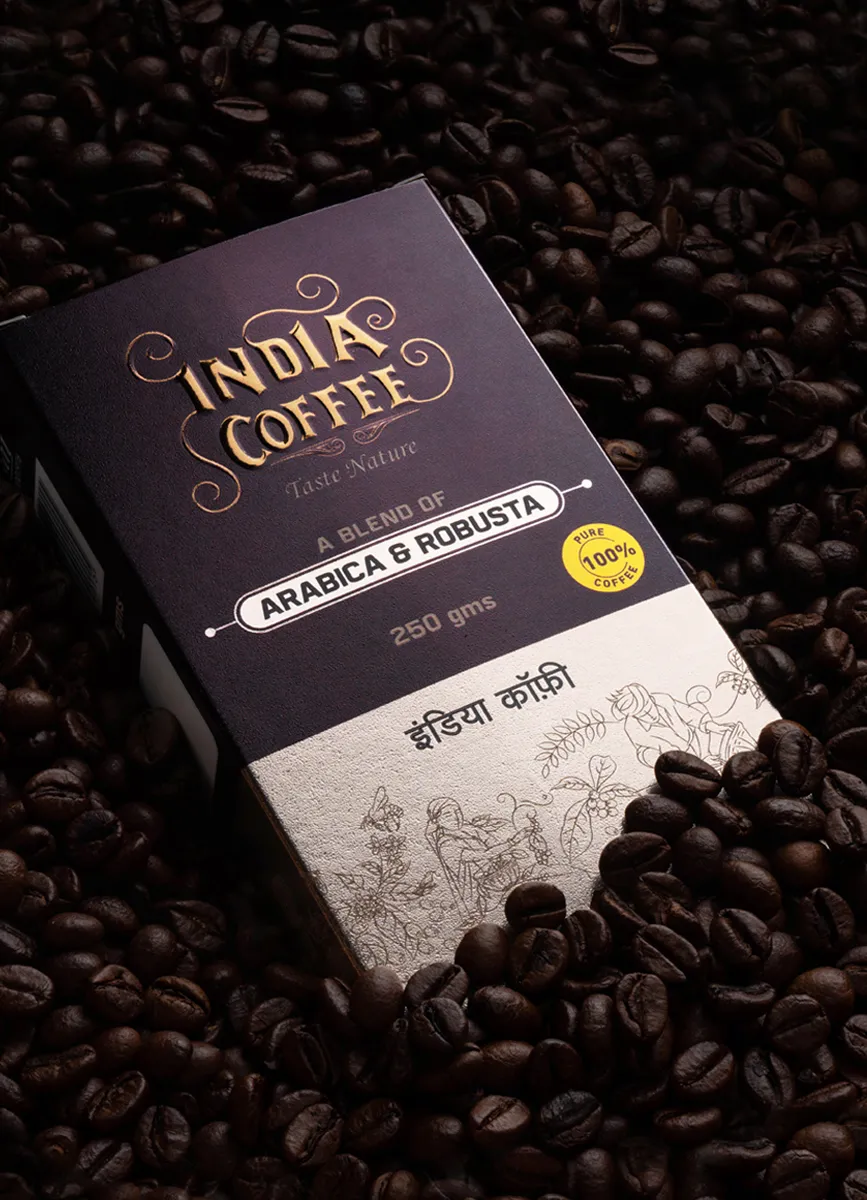 INDIA
COFFEE
Taste Nature
A BLEND OF
ARABICA & ROBUSTA
PURE
100%
COFFEE
250 gms
इंडिया कॉफ़ी